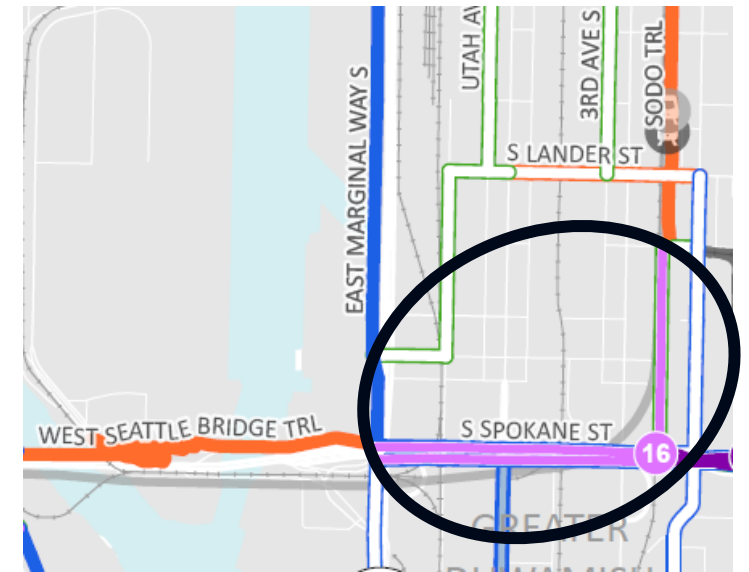 UTAH AV
3RD AVE S
SODO TRL
S LANDER ST
EAST MARGINAL WAY S
WEST SEATTLE BRIDGE TRL
S SPOKANE ST
16
GREATER
DUWAMISH